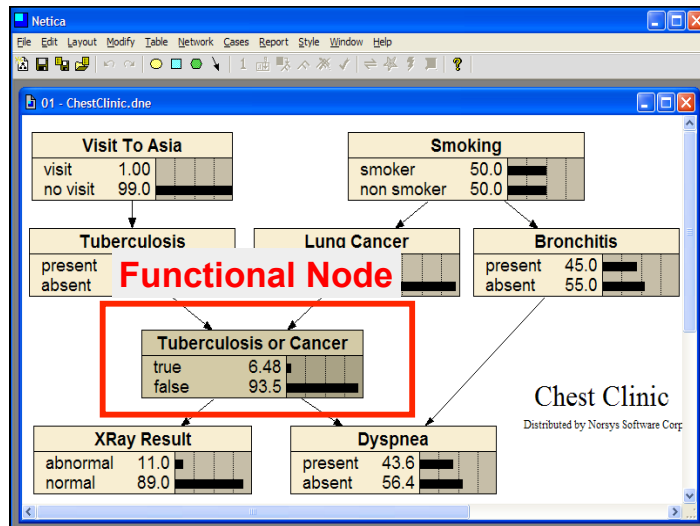 Netica
File Edit Layout Modify Table Network Cases Report Style Window Help
1
?
01 - ChestClinic.dne
Visit To Asia
visit 1.00
no visit 99.0
Smoking
smoker 50.0
non smoker 50.0
Tuberculosis
present
absent
Lung Cancer
Bronchitis
present 45.0
absent 55.0
Functional Node
Tuberculosis or Cancer
true 6.48
false 93.5
Chest Clinic
Distributed by Norsys Software Corp
XRay Result
abnormal 11.0
normal 89.0
Dyspnea
present 43.6
absent 56.4